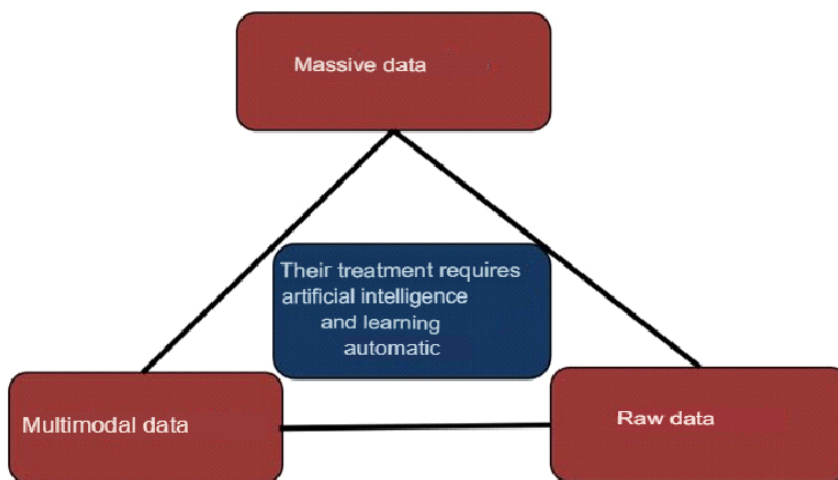 Massive data
Their treatment requires
artificial intelligence
and learning
automatic
Multimodal data
Raw data